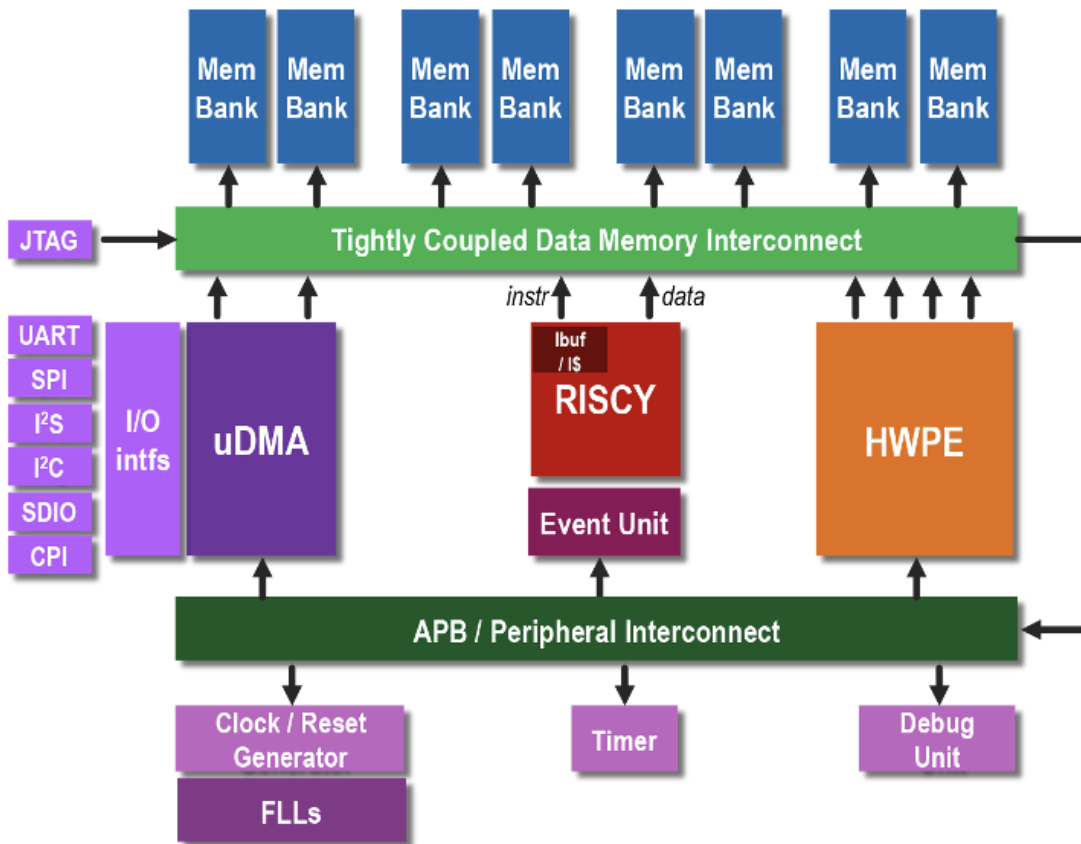 Mem
Bank
Mem
Bank
Mem
Bank
Mem
Bank
Mem
Bank
Mem
Bank
Mem
Bank
Mem
Bank
JTAG
Tightly Coupled Data Memory Interconnect
instr
data
UART
SPI
I²S
I²C
SDIO
CPI
I/O
intfs
uDMA
Ibuf
/ I$
RISCY
Event Unit
HWPE
APB / Peripheral Interconnect
Clock / Reset
Generator
FLLs
Timer
Debug
Unit